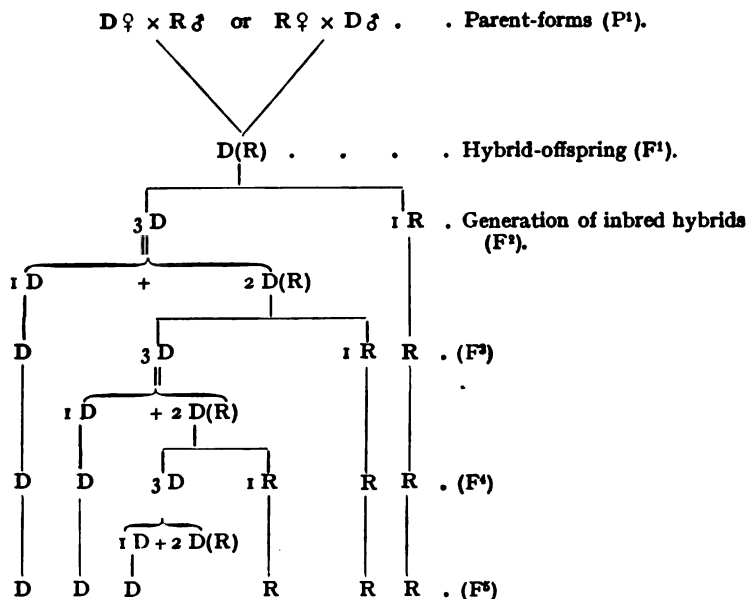 D♀ × R♂ or R♀ × D♂ . . Parent-forms (P¹).
D(R) . . . . Hybrid-offspring (F¹).
3 D 1 R . Generation of inbred hybrids
(F²).
1 D + 2 D(R)
D 3 D 1 R R . (F³)
1 D + 2 D(R)
D D 3 D 1 R R R . (F⁴)
1 D + 2 D(R)
D D D R R R . (F⁵)